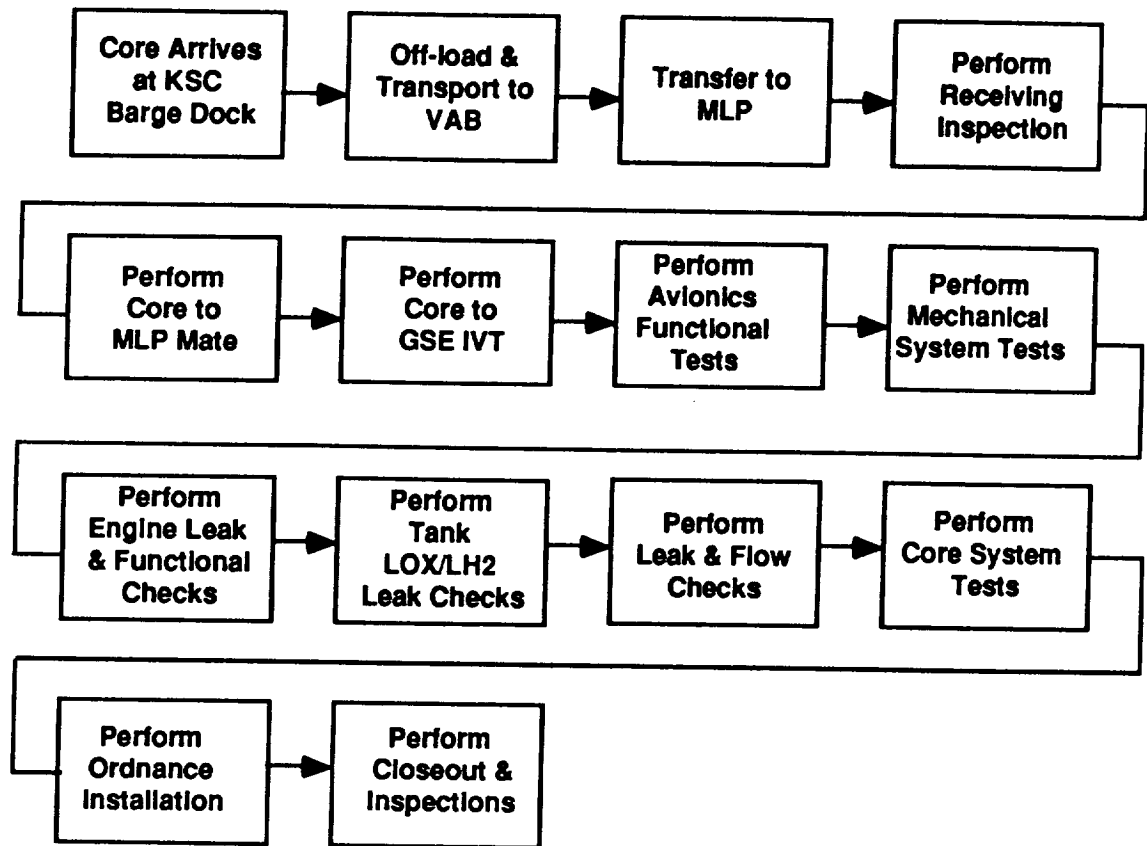 Core Arrives
at KSC
Barge Dock
Off-load &
Transport to
VAB
Transfer to
MLP
Perform
Receiving
Inspection
Perform
Core to
MLP Mate
Perform
Core to
GSE IVT
Perform
Avionics
Functional
Tests
Perform
Mechanical
System Tests
Perform
Engine Leak
& Functional
Checks
Perform
Tank
LOX/LH2
Leak Checks
Perform
Leak & Flow
Checks
Perform
Core System
Tests
Perform
Ordnance
Installation
Perform
Closeout &
Inspections